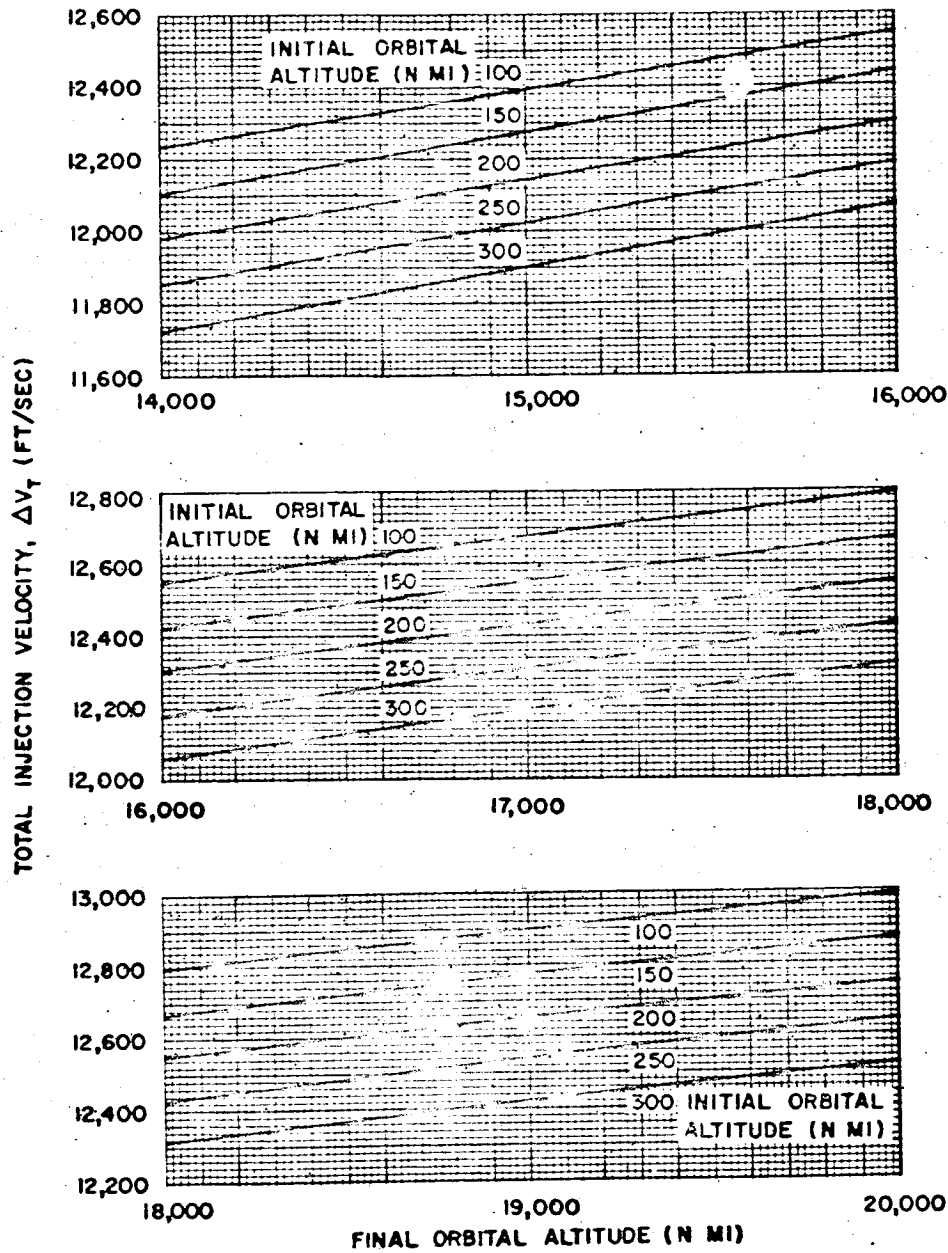 TOTAL INJECTION VELOCITY, ΔVT (FT/SEC)
12,600
12,400
12,200
12,000
11,800
11,600
INITIAL ORBITAL
ALTITUDE (N MI) 100
150
200
250
300
14,000 15,000 16,000
12,800
12,600
12,400
12,200
12,000
INITIAL ORBITAL
ALTITUDE (N MI) 100
150
200
250
300
16,000 17,000 18,000
13,000
12,800
12,600
12,400
12,200
100
150
200
250
300 INITIAL ORBITAL
ALTITUDE (N MI)
18,000 19,000 20,000
FINAL ORBITAL ALTITUDE (N MI)